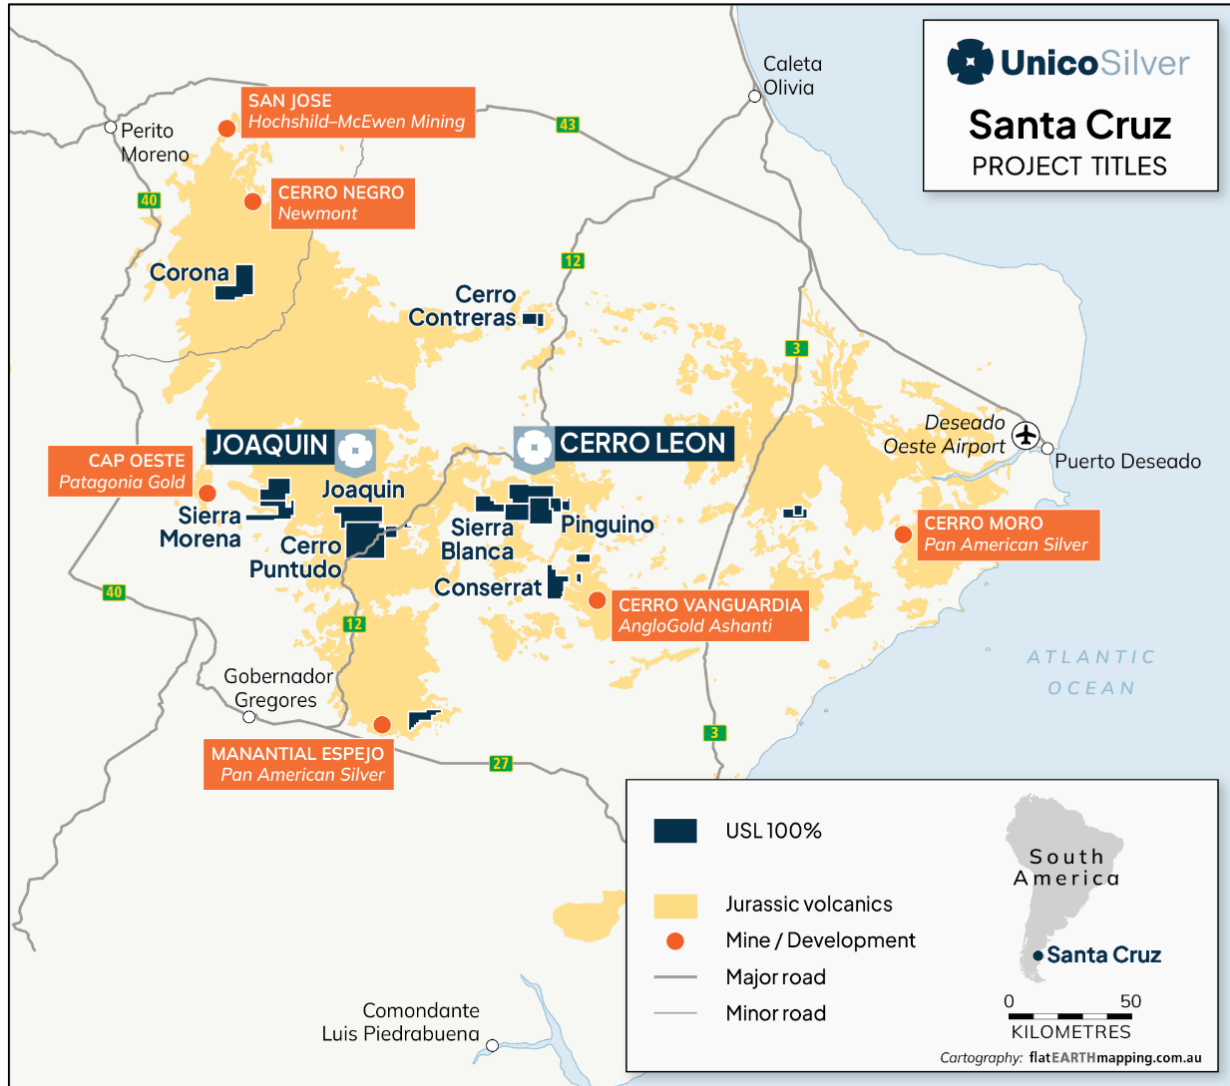 UnicoSilver
Santa Cruz
PROJECT TITLES
Caleta
Olivia
SAN JOSE
Hochshild–McEwen Mining
Perito
Moreno
43
CERRO NEGRO
Newmont
40
12
Corona
Cerro
Contreras
3
Deseado
Oeste Airport
Puerto Deseado
JOAQUIN
CERRO LEON
CAP OESTE
Patagonia Gold
Joaquin
Sierra
Morena
Cerro
Puntudo
Sierra
Blanca
Pinguino
CERRO MORO
Pan American Silver
Conserrat
CERRO VANGUARDIA
AngloGold Ashanti
40
12
ATLANTIC
OCEAN
Gobernador
Gregores
MANANTIAL ESPEJO
Pan American Silver
3
27
USL 100%
Jurassic volcanics
Mine / Development
Major road
Minor road
South
America
Santa Cruz
0 50
KILOMETRES
Cartography: flatEARTHmapping.com.au
Comondante
Luis Piedrabuena